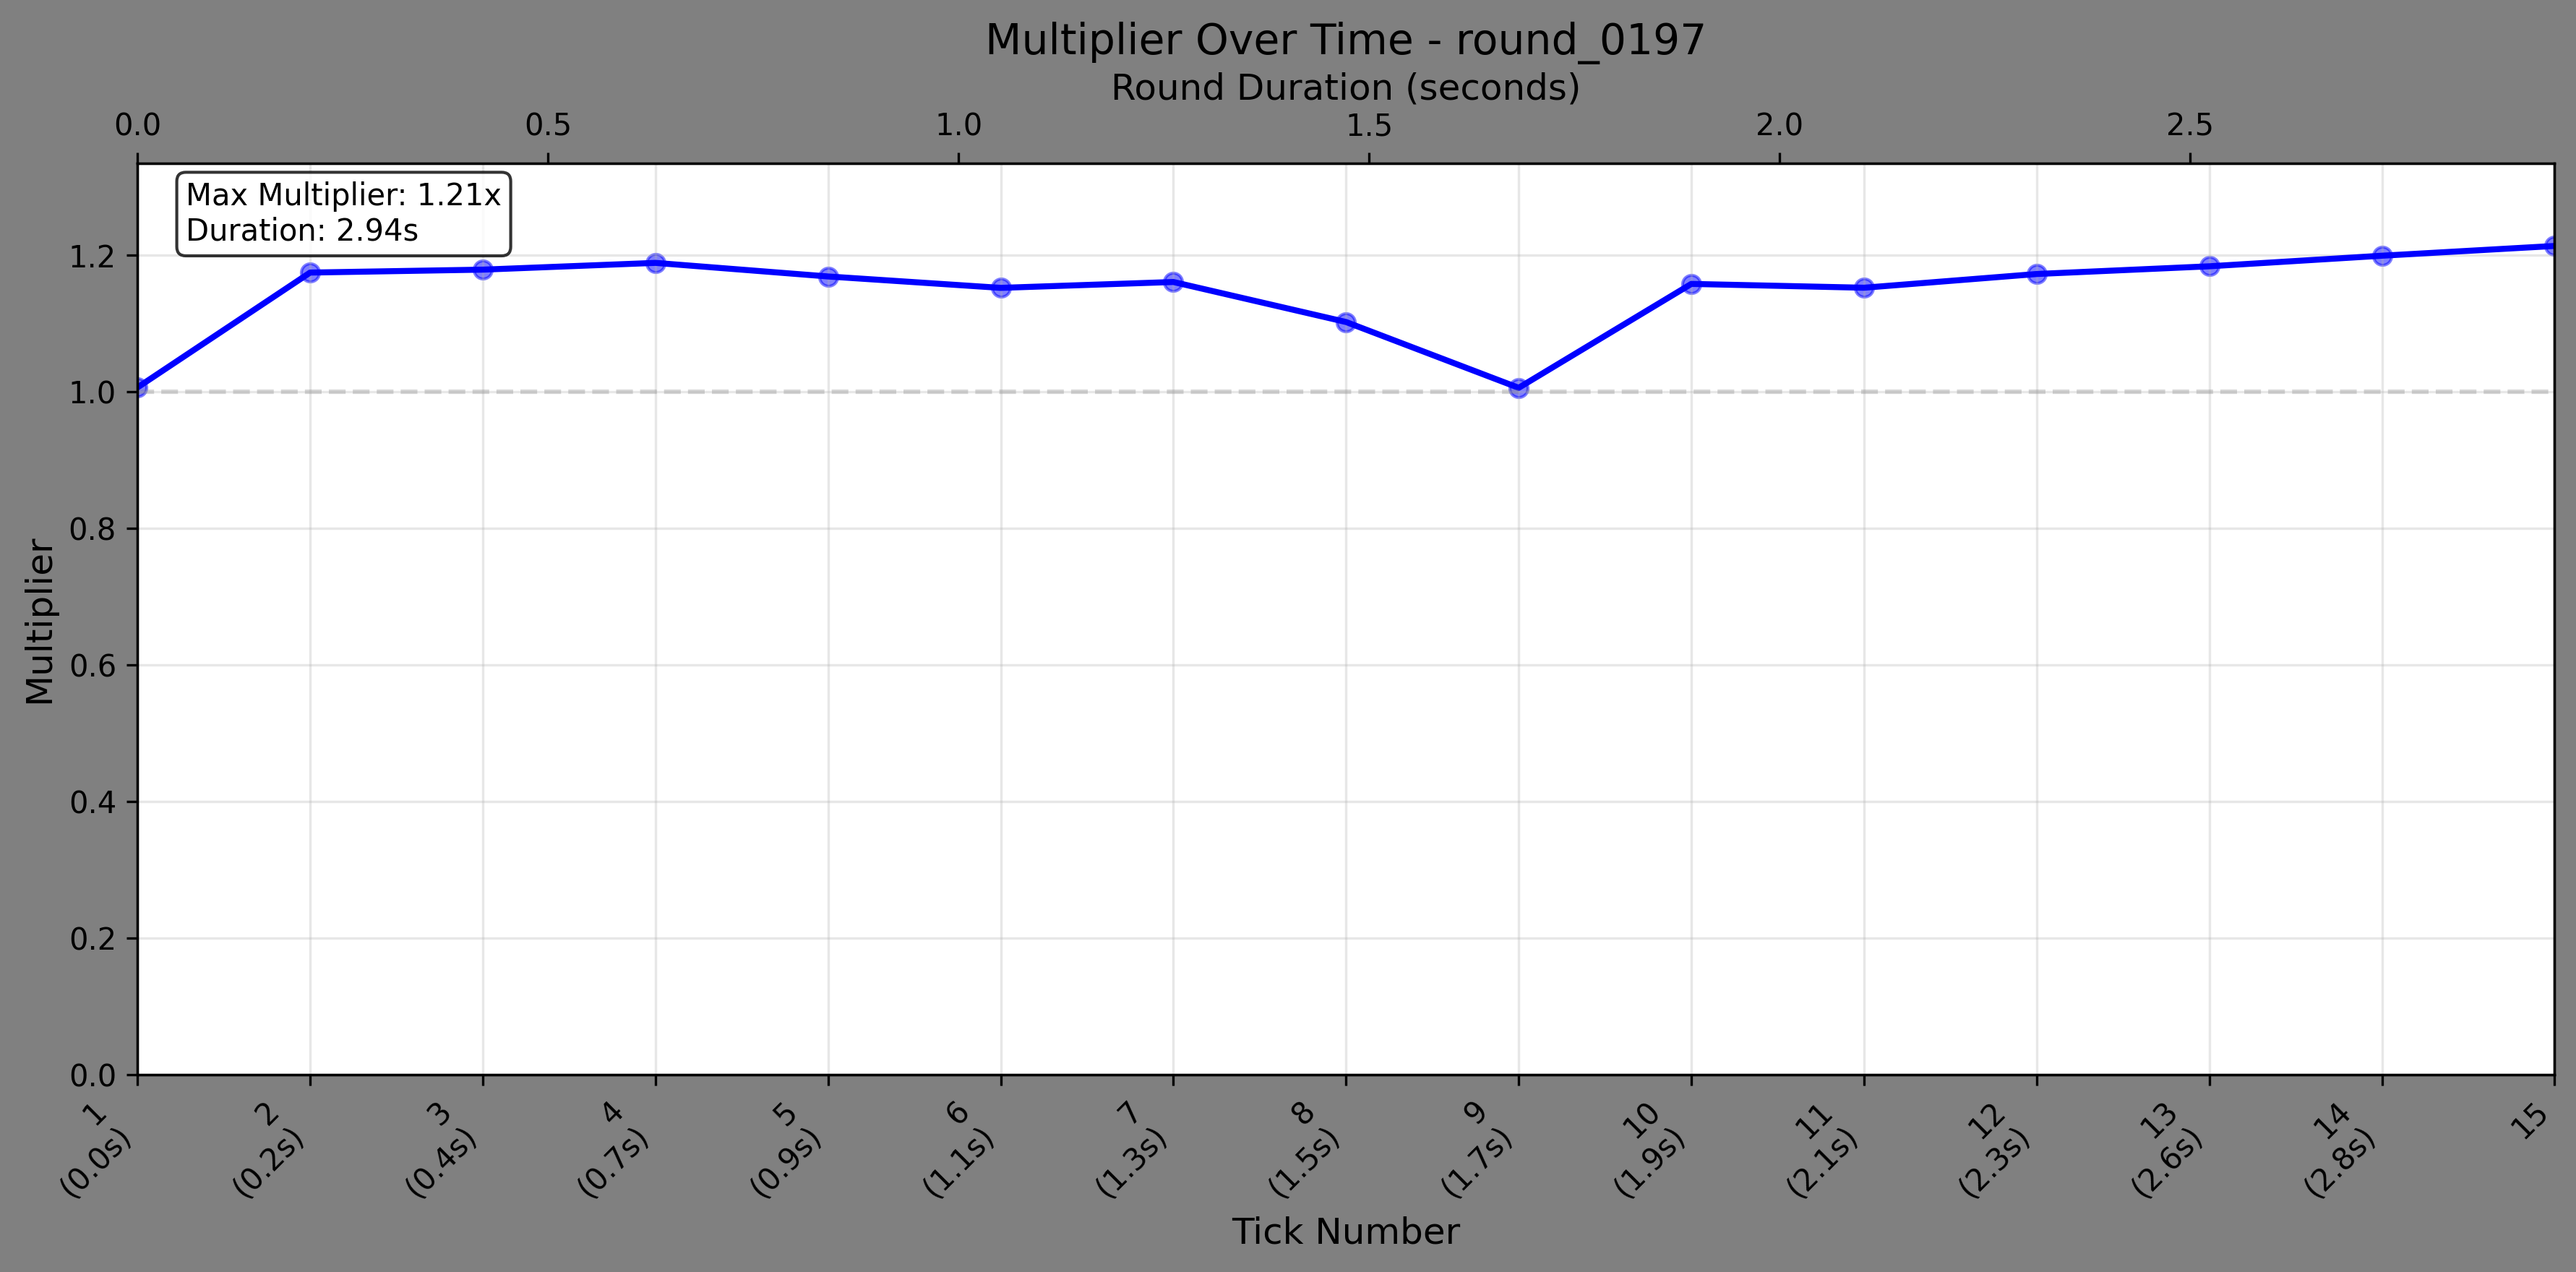 Multiplier Over Time - round_0197
Round Duration (seconds)
0.0 0.5 1.0 1.5 2.0 2.5
Max Multiplier: 1.21x
Duration: 2.94s
Multiplier
1.2
1.0
0.8
0.6
0.4
0.2
0.0
1
(0.0s)
2
(0.2s)
3
(0.4s)
4
(0.7s)
5
(0.9s)
6
(1.1s)
7
(1.3s)
8
(1.5s)
9
(1.7s)
10
(1.9s)
11
(2.1s)
12
(2.3s)
13
(2.6s)
14
(2.8s)
15
Tick Number